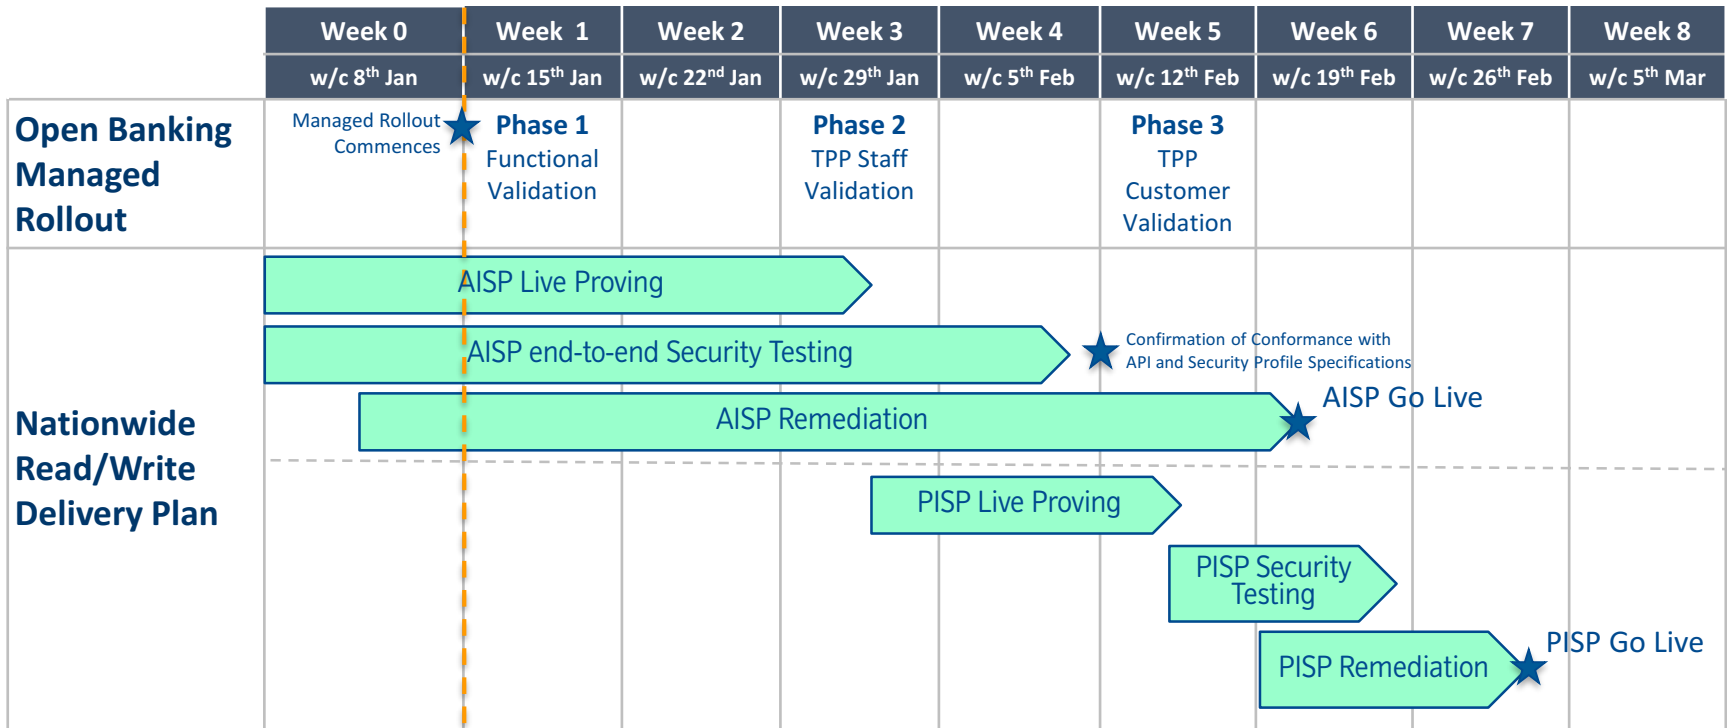 Week 0 Week 1 Week 2 Week 3 Week 4 Week 5 Week 6 Week 7 Week 8
w/c 8th Jan w/c 15th Jan w/c 22nd Jan w/c 29th Jan w/c 5th Feb w/c 12th Feb w/c 19th Feb w/c 26th Feb w/c 5th Mar
Open Banking
Managed
Rollout
Managed Rollout
Commences
Phase 1
Functional
Validation
Phase 2
TPP Staff
Validation
Phase 3
TPP
Customer
Validation
Nationwide
Read/Write
Delivery Plan
AISP Live Proving
AISP end-to-end Security Testing
Confirmation of Conformance with
API and Security Profile Specifications
AISP Remediation
AISP Go Live
PISP Live Proving
PISP Security
Testing
PISP Remediation
PISP Go Live